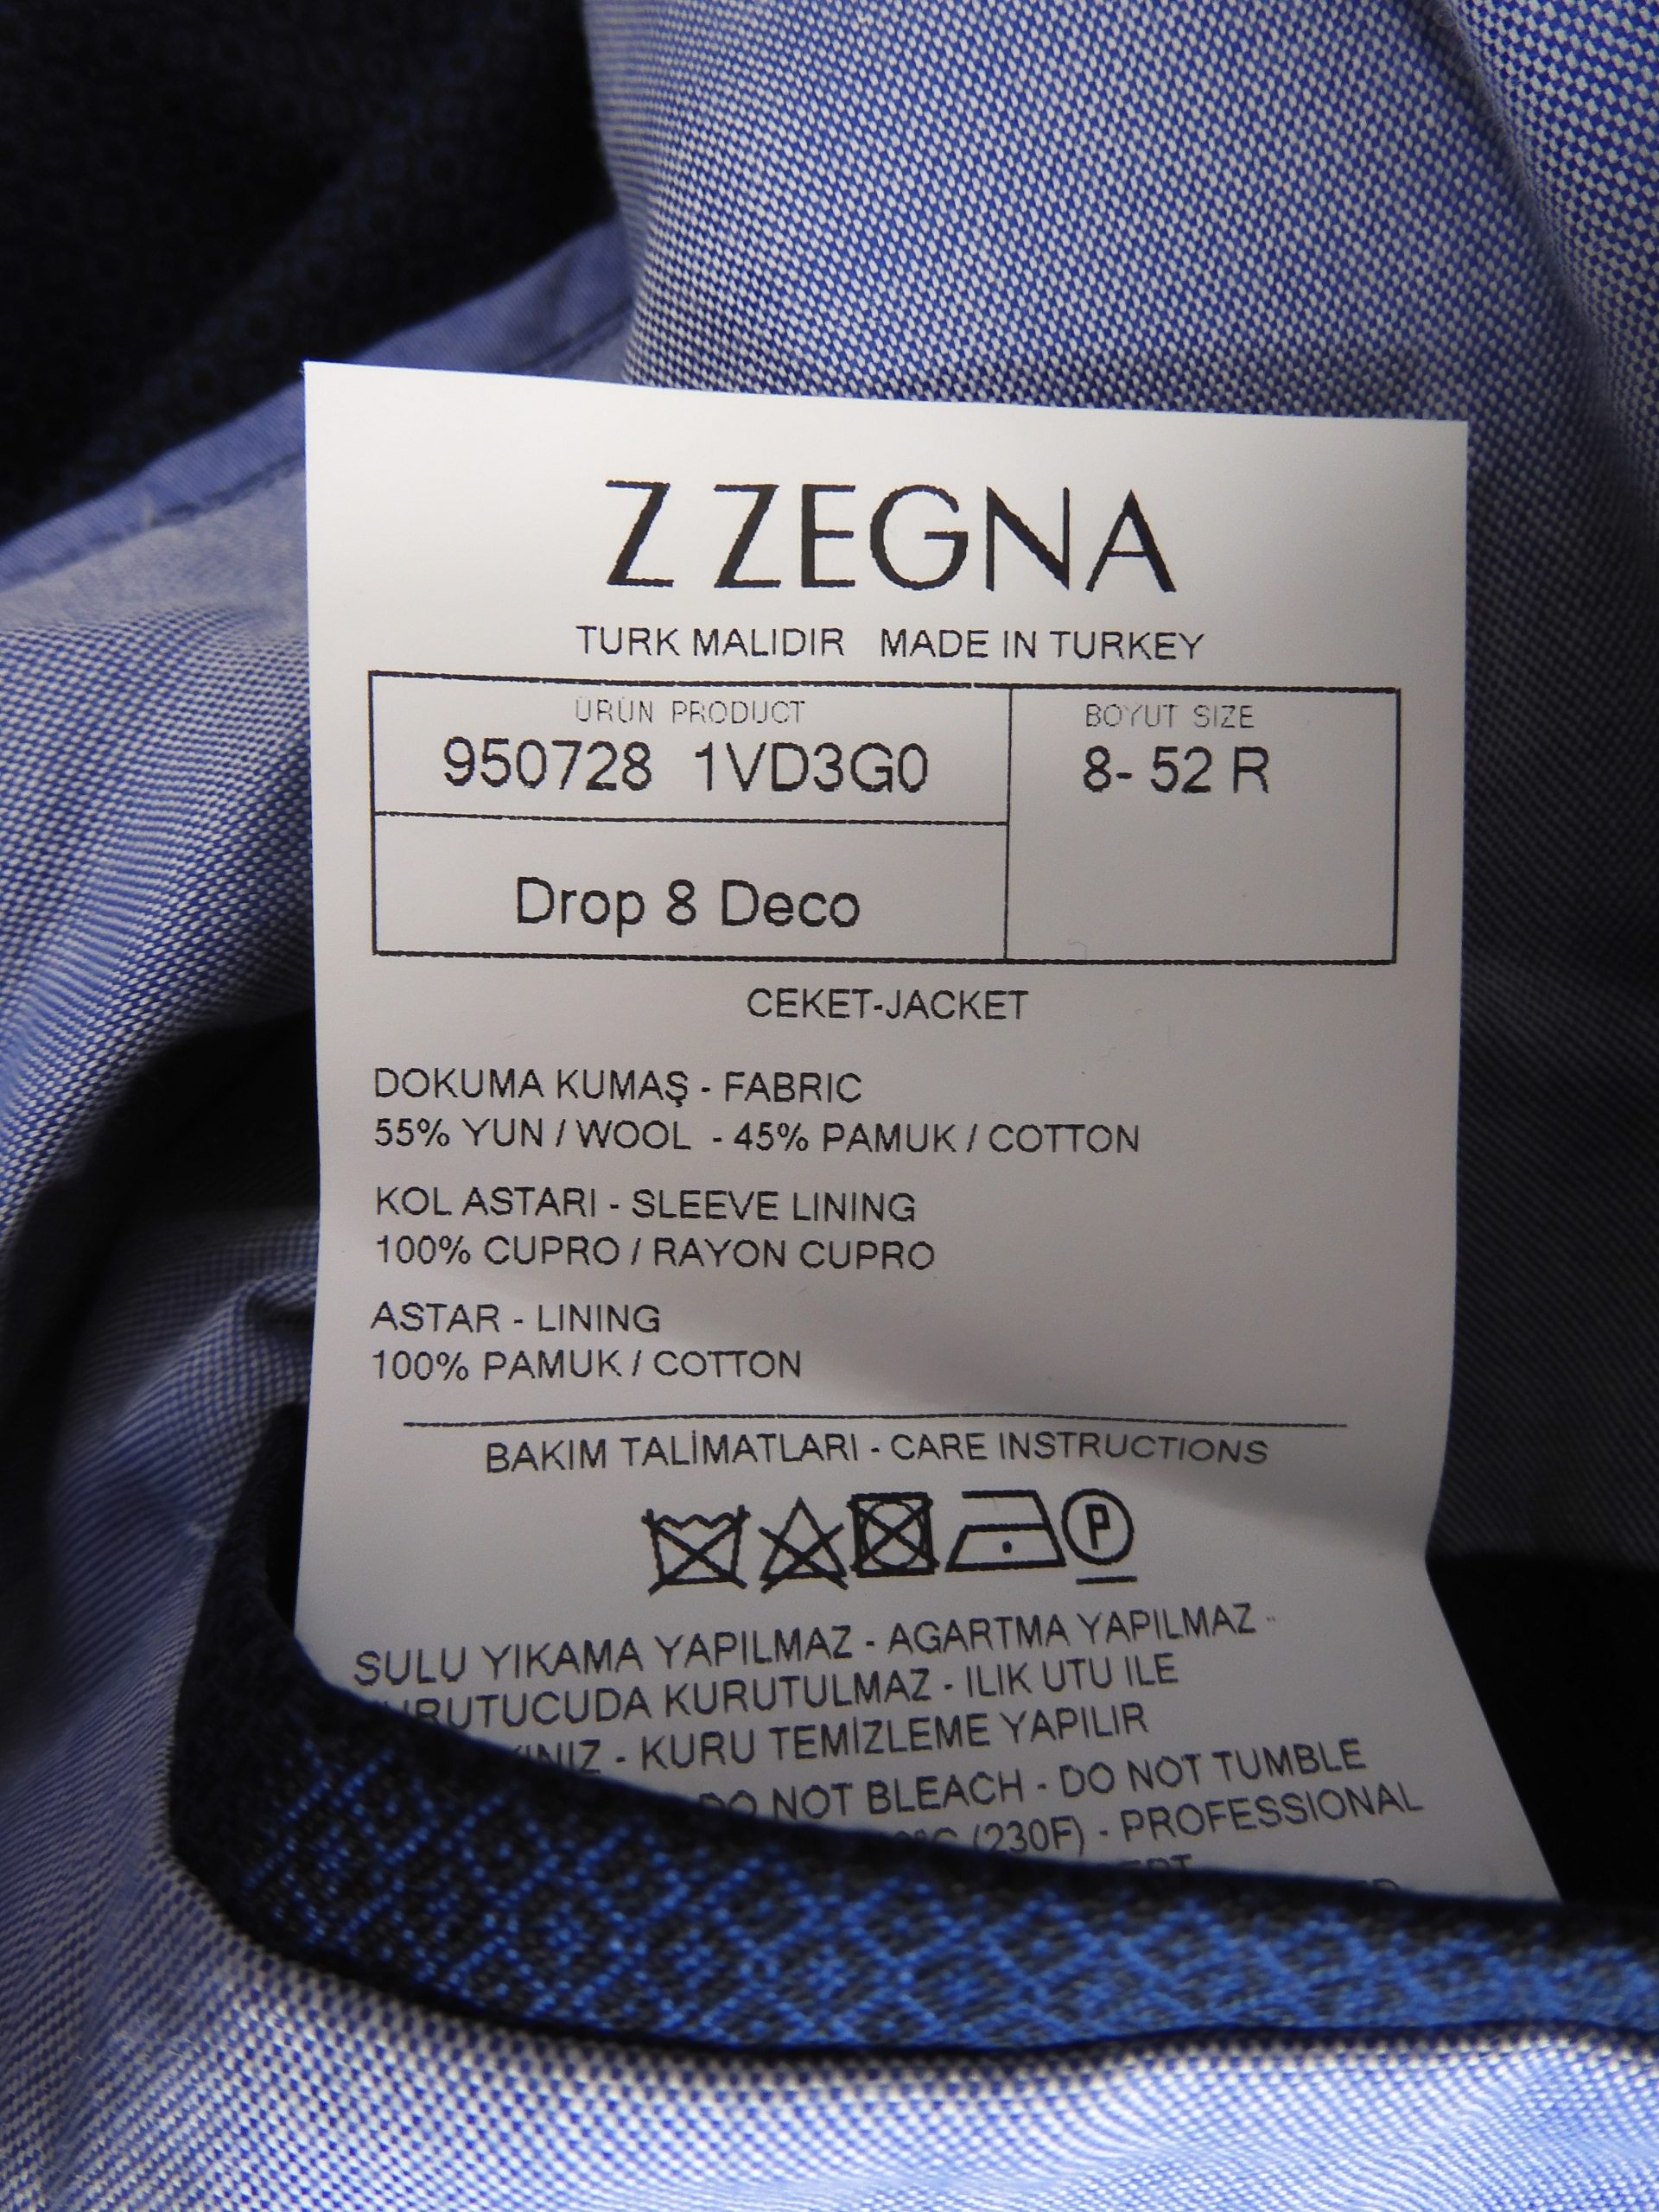 Z ZEGNA
TURK MALIDIR MADE IN TURKEY
ÜRÜN PRODUCT
950728 1VD3G0
BOYUT SIZE
8- 52 R
Drop 8 Deco
CEKET-JACKET
DOKUMA KUMAŞ - FABRIC
55% YUN / WOOL - 45% PAMUK / COTTON
KOL ASTARI - SLEEVE LINING
100% CUPRO / RAYON CUPRO
ASTAR - LINING
100% PAMUK / COTTON
BAKIM TALİMATLARI - CARE INSTRUCTIONS
P
SULU YIKAMA YAPILMAZ - AGARTMA YAPILMAZ -
KURUTULMAZ - ILIK UTU ILE
- KURU TEMİZLEME YAPILIR
DO NOT BLEACH - DO NOT TUMBLE
(230F) - PROFESSIONAL